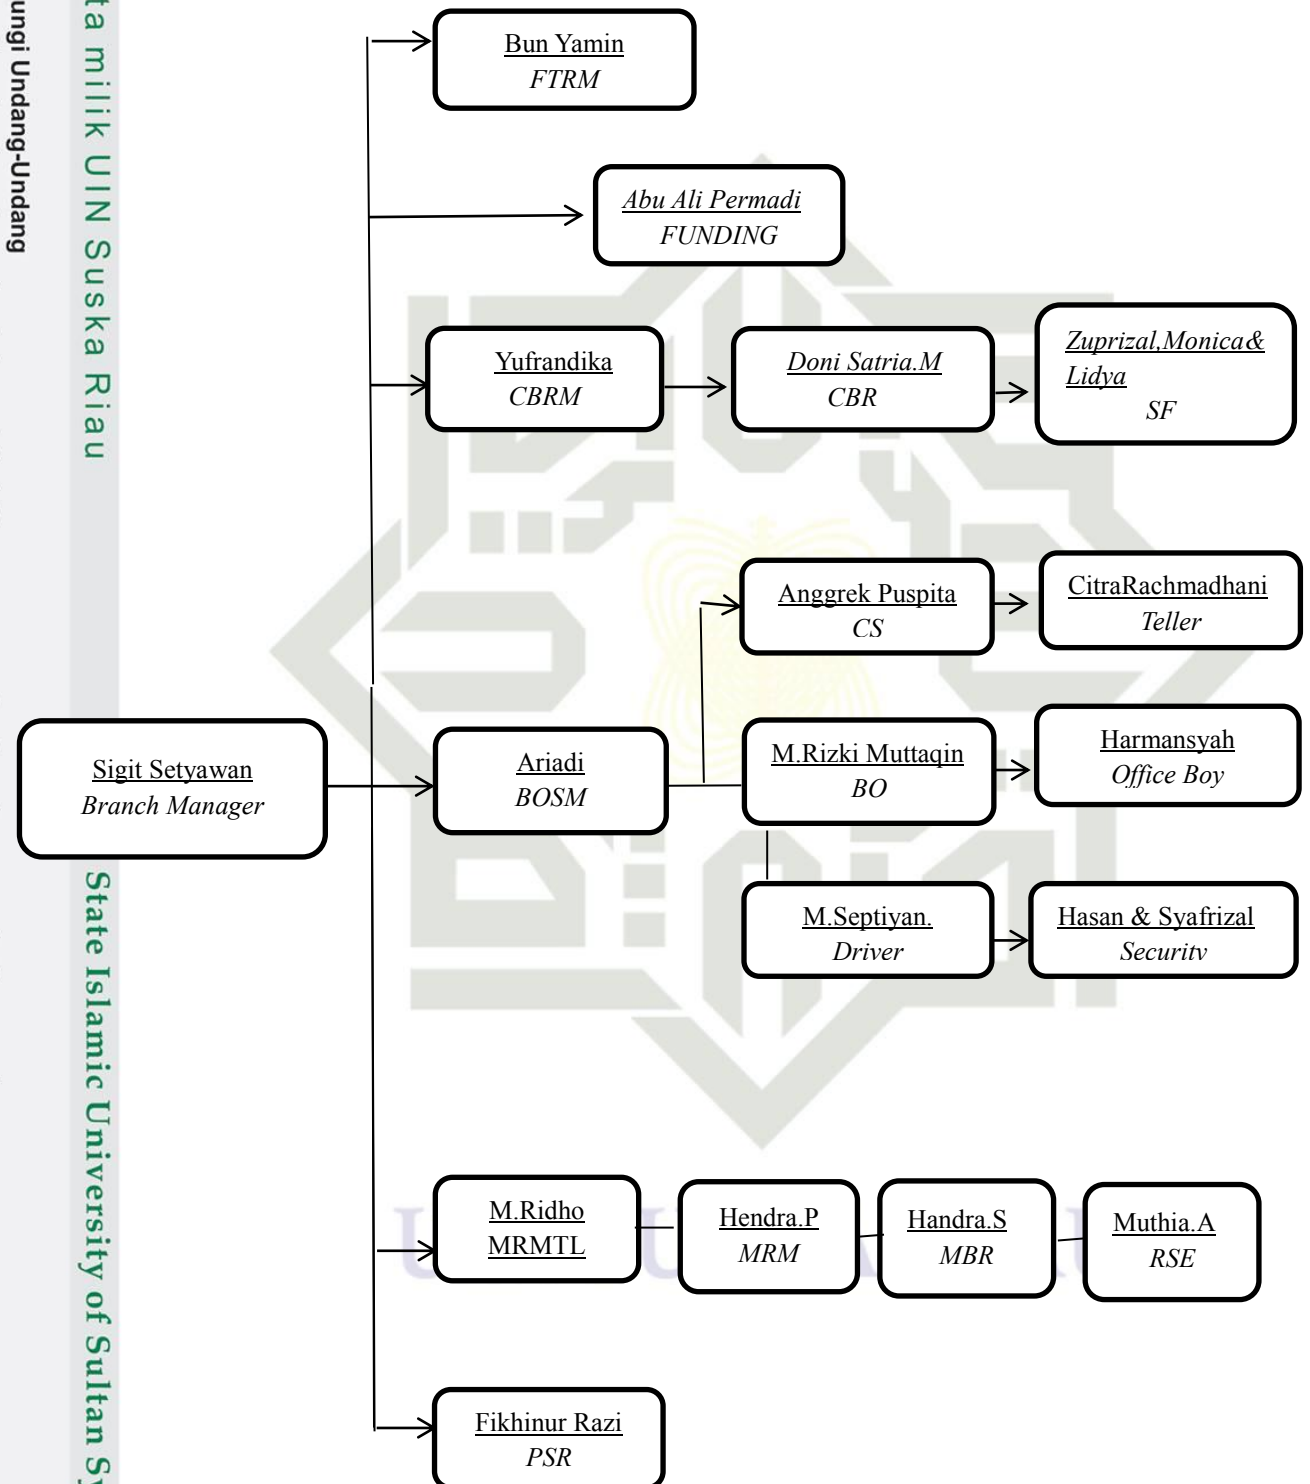 ta milik UIN Suska Riau
ungi Undang-Undang
Bun Yamin
FTRM
Abu Ali Permadi
FUNDING
Yufrandika
CBRM
Doni Satria.M
CBR
Zuprizal,Monica&
Lidya
SF
Anggrek Puspita
CS
CitraRachmadhani
Teller
Sigit Setyawan
Branch Manager
Ariadi
BOSM
M.Rizki Muttaqin
BO
Harmansyah
Office Boy
M.Septiyan.
Driver
Hasan & Syafrizal
Security
State Islamic University of Sultan Sy
M.Ridho
MRMTL
Hendra.P
MRM
Handra.S
MBR
Muthia.A
RSE
Fikhinur Razi
PSR